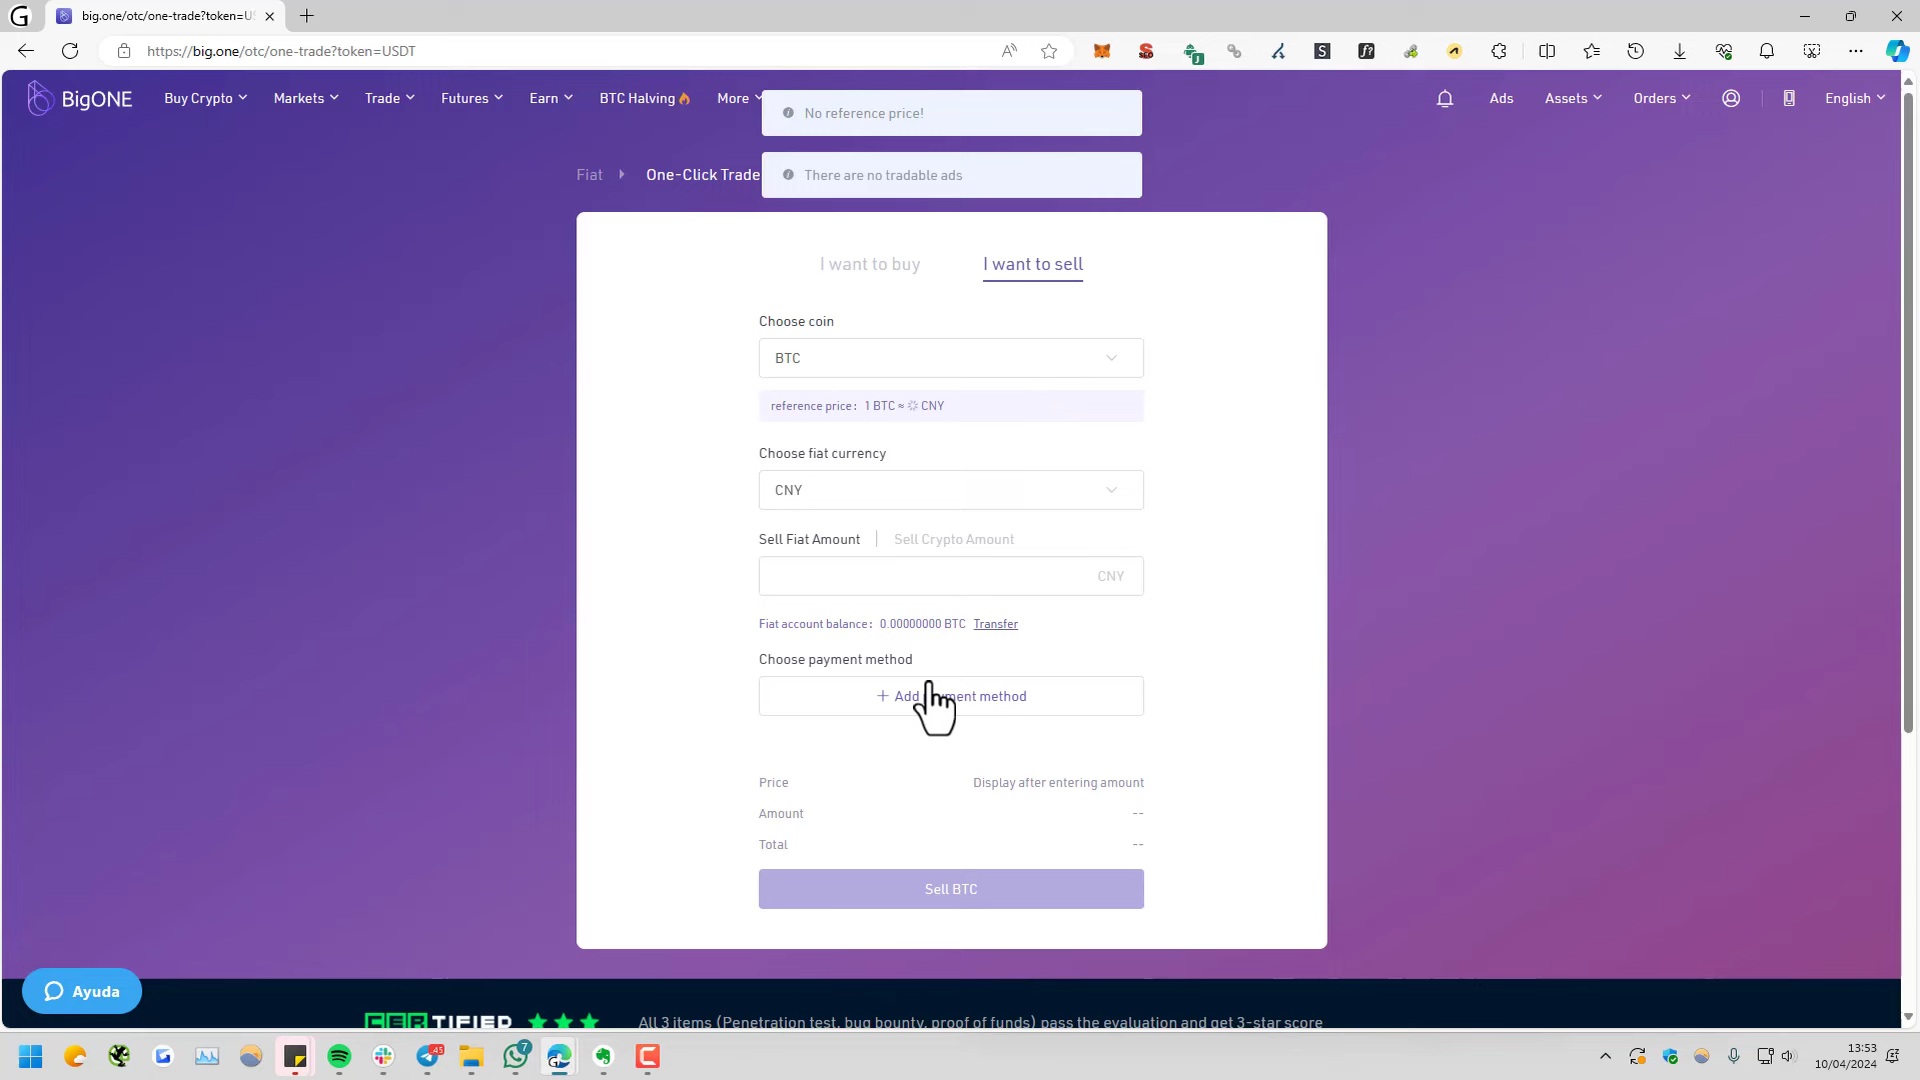 big.one/otc/one-trade?token=US
https://big.one/otc/one-trade?token=USDT
BigONE
Buy Crypto
Markets
Trade
Futures
Earn
BTC Halving
More
Ads
Assets
Orders
English
No reference price!
There are no tradable ads
Fiat
One-Click Trade
I want to buy
I want to sell
Choose coin
BTC
reference price: 1 BTC ≈ CNY
Choose fiat currency
CNY
Sell Fiat Amount
Sell Crypto Amount
CNY
Fiat account balance: 0.00000000 BTC Transfer
Choose payment method
+ Add payment method
Price
Display after entering amount
Amount
--
Total
--
Sell BTC
Ayuda
CERTIFIED
All 3 items (Penetration test, bug bounty, proof of funds) pass the evaluation and get 3-star score
45
7
13:53
10/04/2024